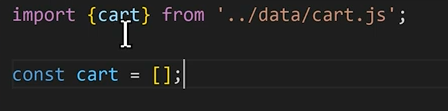 import {cart} from '../data/cart.js';
const cart = [];